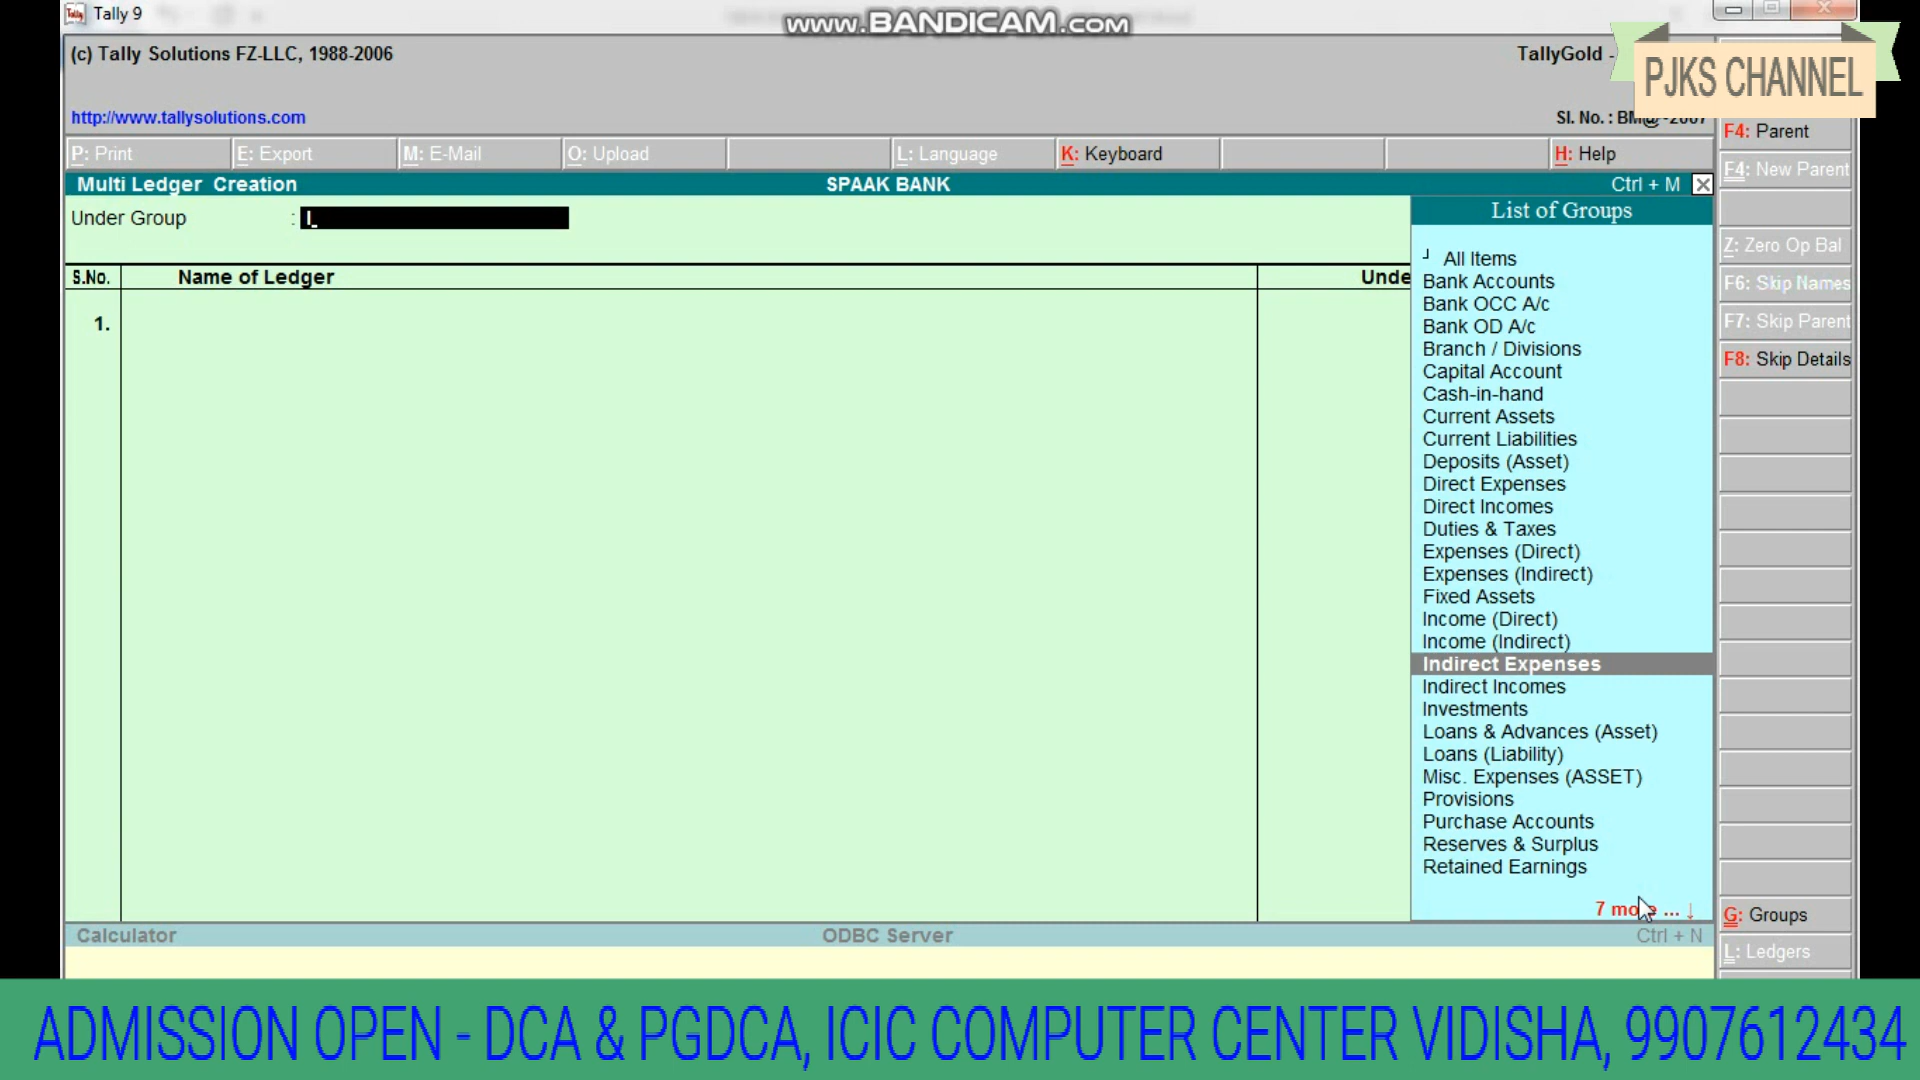 Tally 9
www.BANDICAM.com
(c) Tally Solutions FZ-LLC, 1988-2006
TallyGold -
PJKS CHANNEL
http://www.tallysolutions.com
Sl. No. : BM@-2007
P: Print
E: Export
M: E-Mail
O: Upload
L: Language
K: Keyboard
H: Help
Multi Ledger Creation
SPAAK BANK
Ctrl + M
Under Group : I
S.No.
Name of Ledger
Unde
1.
List of Groups
All Items
Bank Accounts
Bank OCC A/c
Bank OD A/c
Branch / Divisions
Capital Account
Cash-in-hand
Current Assets
Current Liabilities
Deposits (Asset)
Direct Expenses
Direct Incomes
Duties & Taxes
Expenses (Direct)
Expenses (Indirect)
Fixed Assets
Income (Direct)
Income (Indirect)
Indirect Expenses
Indirect Incomes
Investments
Loans & Advances (Asset)
Loans (Liability)
Misc. Expenses (ASSET)
Provisions
Purchase Accounts
Reserves & Surplus
Retained Earnings
7 more ... ↓
F4: Parent
F4: New Parent
Z: Zero Op Bal
F6: Skip Names
F7: Skip Parent
F8: Skip Details
G: Groups
L: Ledgers
Calculator
ODBC Server
Ctrl + N
ADMISSION OPEN - DCA & PGDCA, ICIC COMPUTER CENTER VIDISHA, 9907612434